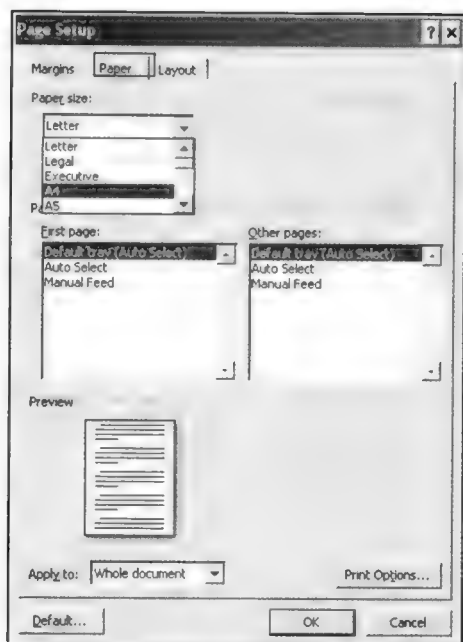 Page Setup
Margins Paper Layout
Paper size:
Letter
Letter
Legal
Executive
A4
A5
Pa
First page: Other pages:
Default tray (Auto Select) Default tray (Auto Select)
Auto Select Auto Select
Manual Feed Manual Feed
Preview
Apply to: Whole document Print Options...
Default... OK Cancel